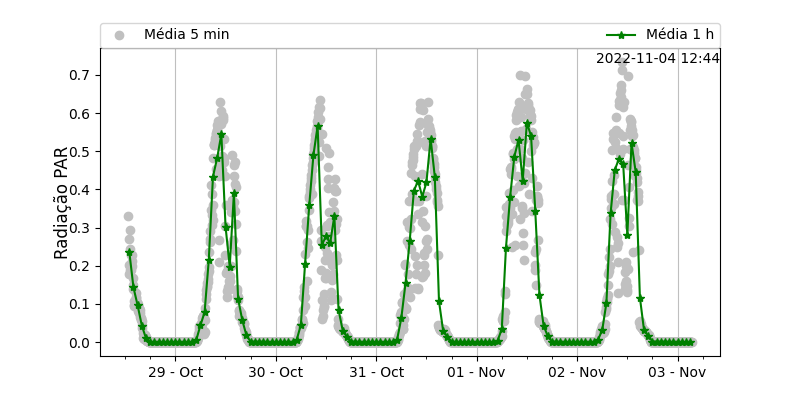 Média 5 min
Média 1 h
2022-11-04 12:44
Radiação PAR
0.7
0.6
0.5
0.4
0.3
0.2
0.1
0.0
29 - Oct
30 - Oct
31 - Oct
01 - Nov
02 - Nov
03 - Nov